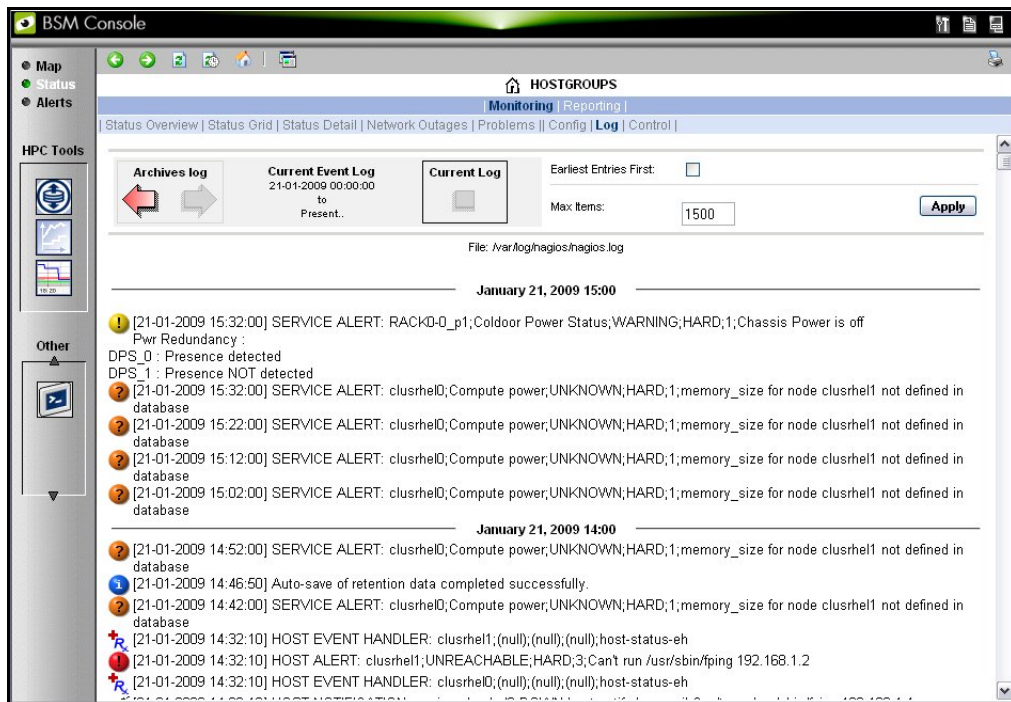 BSM Console
Map
Status
Alerts
HPC Tools
Other
HOSTGROUPS
| Monitoring | Reporting |
| Status Overview | Status Grid | Status Detail | Network Outages | Problems || Config | Log | Control |
Archives log
Current Event Log
21-01-2009 00:00:00
to
Present..
Current Log
Earliest Entries First:
Max Items:
1500
Apply
File: /var/log/nagios/nagios.log
January 21, 2009 15:00
[21-01-2009 15:32:00] SERVICE ALERT: RACK0-0_p1;Coldoor Power Status;WARNING;HARD;1;Chassis Power is off
Pwr Redundancy :
DPS_0 : Presence detected
DPS_1 : Presence NOT detected
[21-01-2009 15:32:00] SERVICE ALERT: clusrhel0;Compute power;UNKNOWN;HARD;1;memory_size for node clusrhel1 not defined in
database
[21-01-2009 15:22:00] SERVICE ALERT: clusrhel0;Compute power;UNKNOWN;HARD;1;memory_size for node clusrhel1 not defined in
database
[21-01-2009 15:12:00] SERVICE ALERT: clusrhel0;Compute power;UNKNOWN;HARD;1;memory_size for node clusrhel1 not defined in
database
[21-01-2009 15:02:00] SERVICE ALERT: clusrhel0;Compute power;UNKNOWN;HARD;1;memory_size for node clusrhel1 not defined in
database
January 21, 2009 14:00
[21-01-2009 14:52:00] SERVICE ALERT: clusrhel0;Compute power;UNKNOWN;HARD;1;memory_size for node clusrhel1 not defined in
database
[21-01-2009 14:46:50] Auto-save of retention data completed successfully.
[21-01-2009 14:42:00] SERVICE ALERT: clusrhel0;Compute power;UNKNOWN;HARD;1;memory_size for node clusrhel1 not defined in
database
[21-01-2009 14:32:10] HOST EVENT HANDLER: clusrhel1;(null);(null);(null);host-status-eh
[21-01-2009 14:32:10] HOST ALERT: clusrhel1;UNREACHABLE;HARD;3;Can't run /usr/sbin/fping 192.168.1.2
[21-01-2009 14:32:10] HOST EVENT HANDLER: clusrhel0;(null);(null);(null);host-status-eh